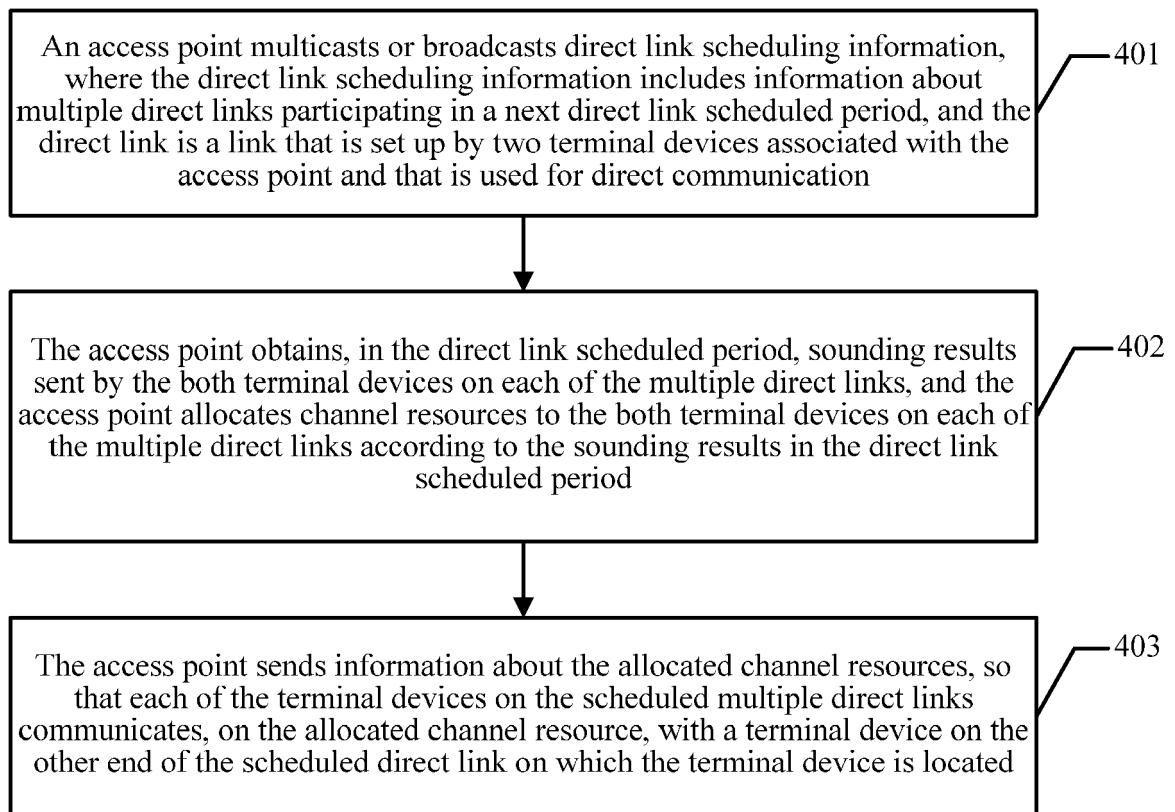 An access point multicasts or broadcasts direct link scheduling information,
where the direct link scheduling information includes information about
multiple direct links participating in a next direct link scheduled period, and the
direct link is a link that is set up by two terminal devices associated with the
access point and that is used for direct communication
401
The access point obtains, in the direct link scheduled period, sounding results
sent by the both terminal devices on each of the multiple direct links, and the
access point allocates channel resources to the both terminal devices on each of
the multiple direct links according to the sounding results in the direct link
scheduled period
402
The access point sends information about the allocated channel resources, so
that each of the terminal devices on the scheduled multiple direct links
communicates, on the allocated channel resource, with a terminal device on the
other end of the scheduled direct link on which the terminal device is located
403